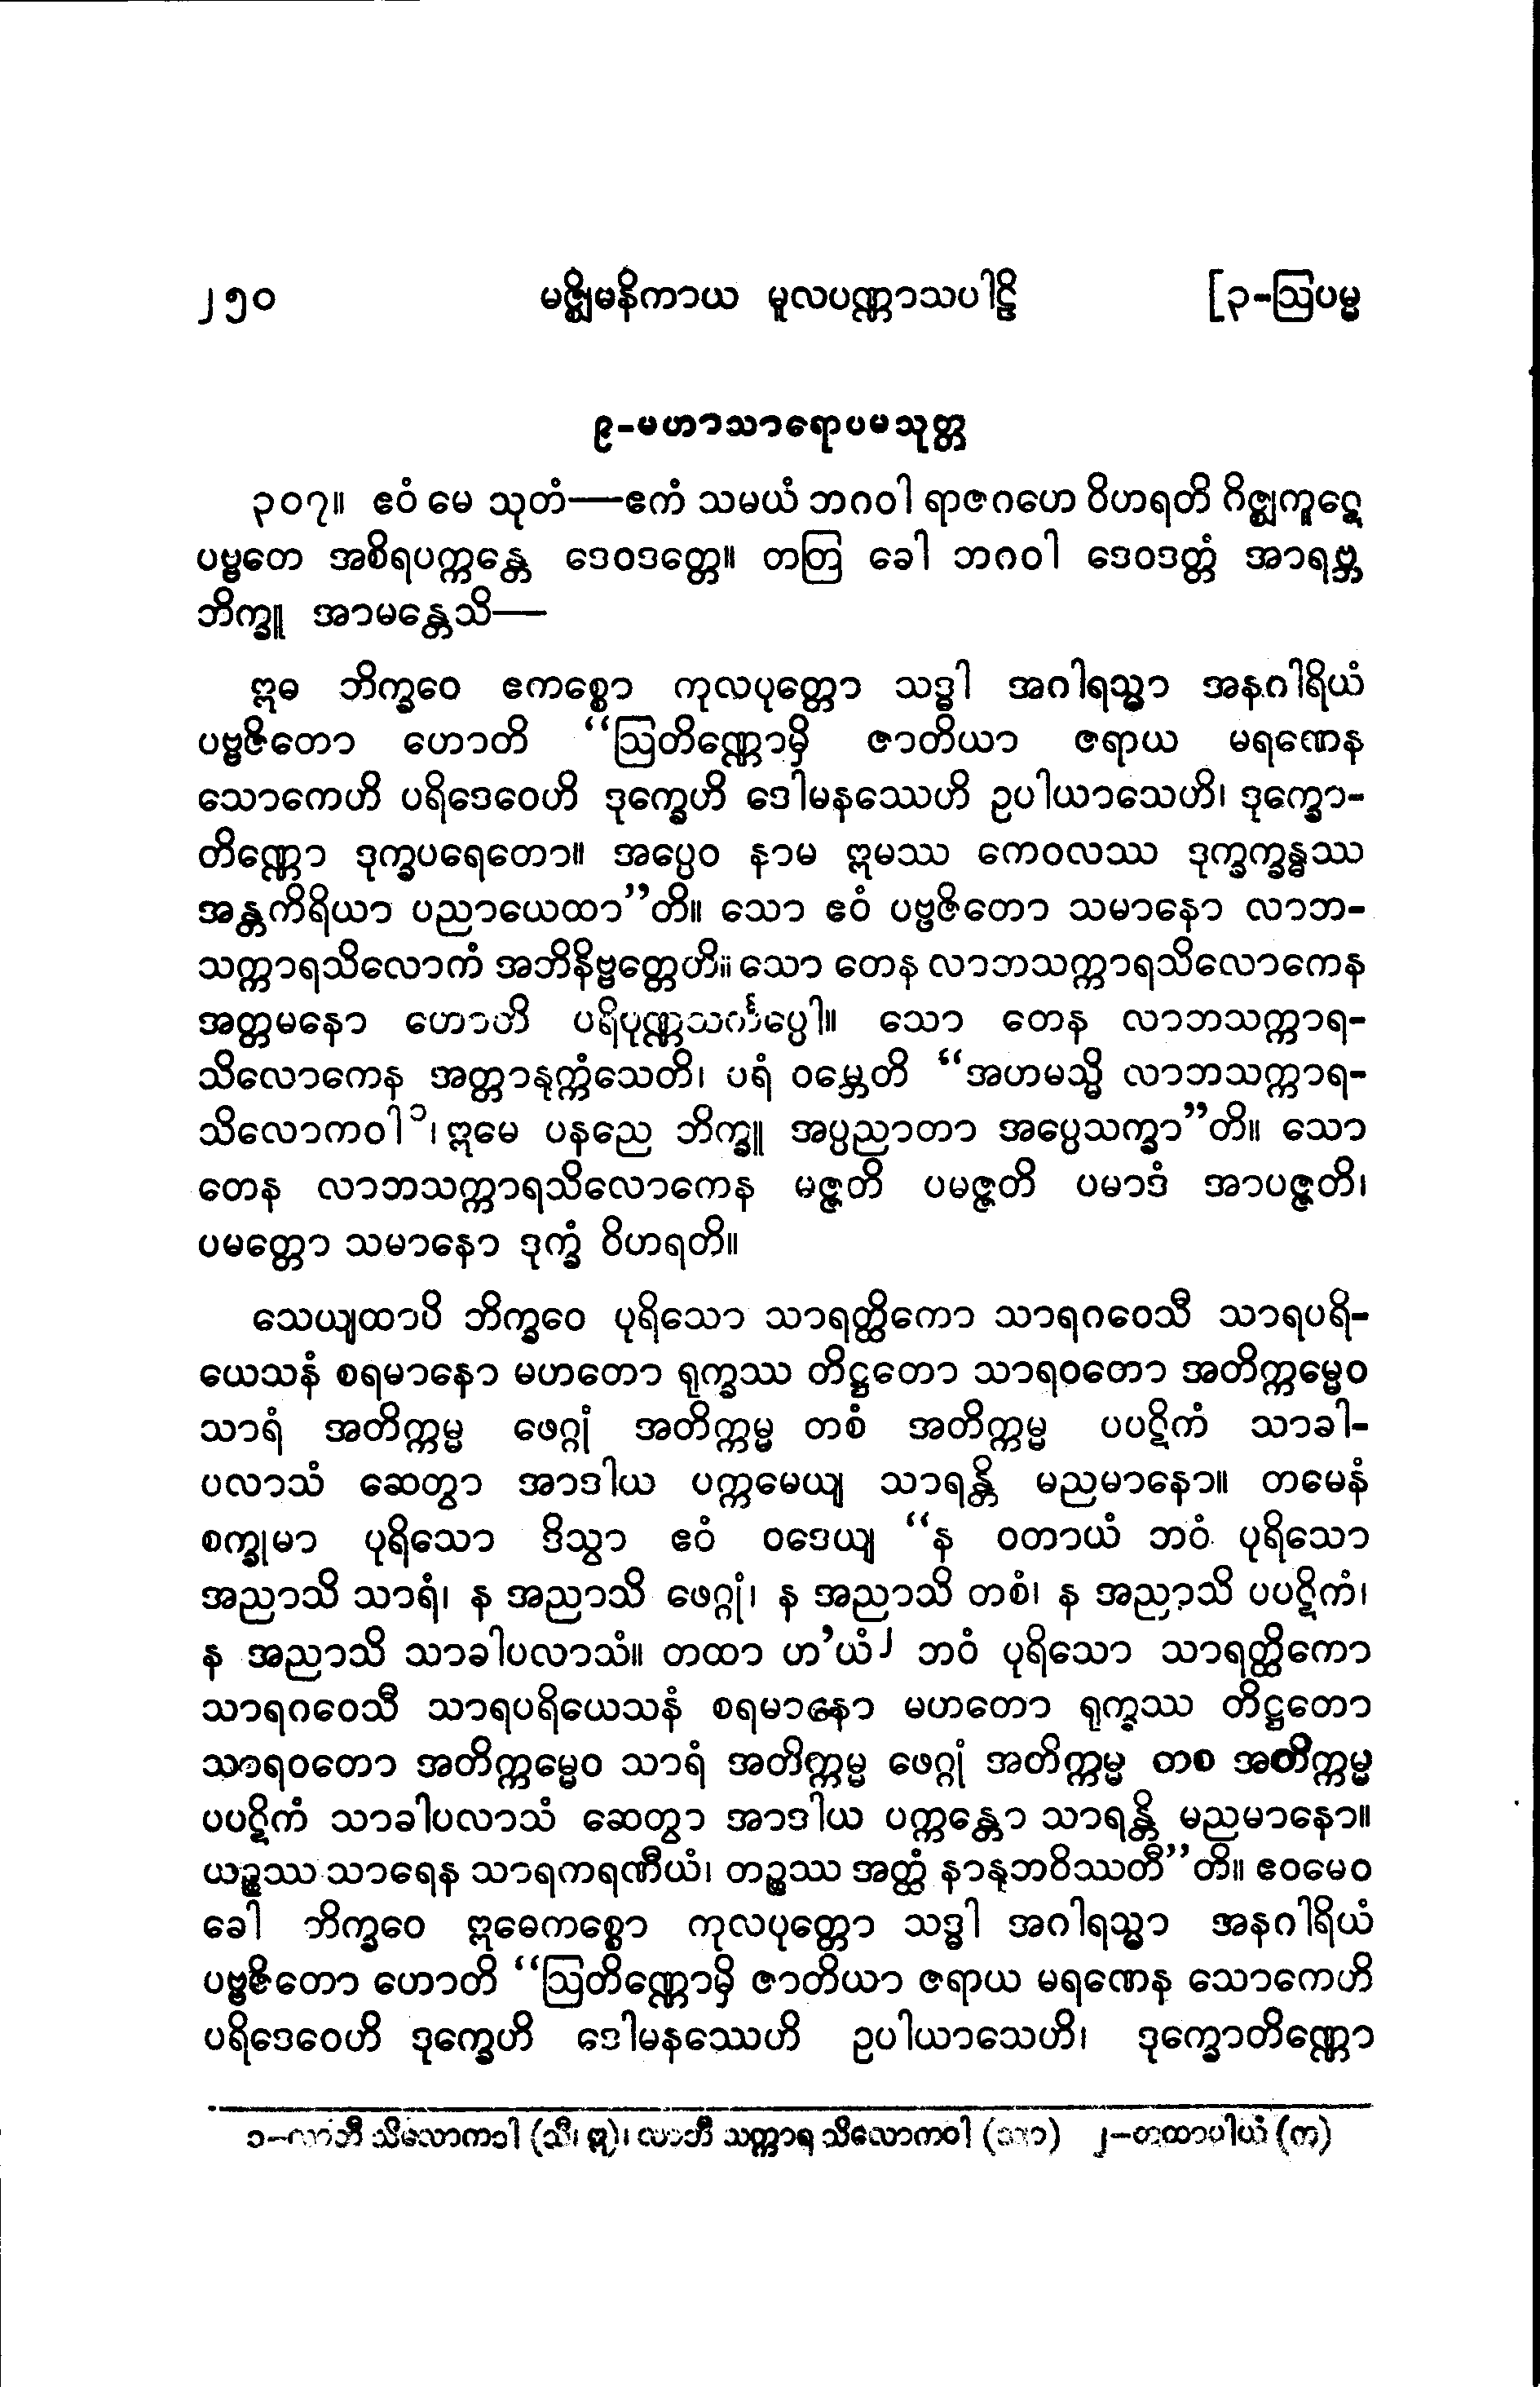 ၂၅၀ မဇ္ဈိမနိကာယ မူလပဏ္ဏာသပါဠိ [၃-ဩပမ္မ
၉-မဟာသာရောပမသုတ္တ
၃၀၇။ ဧဝံ မေ သုတံ—ဧကံ သမယံ ဘဂဝါ ရာဇဂဟေ ဝိဟရတိ ဂိဇ္ဈကူဋေ
ပဗ္ဗတေ အစိရပက္ကန္တေ ဒေဝဒတ္တေ။ တတြ ခေါ ဘဂဝါ ဒေဝဒတ္တံ အာရဗ္ဘ
ဘိက္ခူ အာမန္တေသိ—
ဣဓ ဘိက္ခဝေ ဧကစ္စော ကုလပုတ္တော သဒ္ဓါ အဂါရသ္မာ အနဂါရိယံ
ပဗ္ဗဇိတော ဟောတိ “ဩတိဏ္ဏောမှိ ဇာတိယာ ဇရာယ မရဏေန
သောကေဟိ ပရိဒေဝေဟိ ဒုက္ခေဟိ ဒေါမနဿေဟိ ဥပါယာသေဟိ၊ ဒုက္ခော-
တိဏ္ဏော ဒုက္ခပရေတော။ အပ္ပေဝ နာမ ဣမဿ ကေဝလဿ ဒုက္ခက္ခန္ဓဿ
အန္တကိရိယာ ပညာယေထာ”တိ။ သော ဧဝံ ပဗ္ဗဇိတော သမာနော လာဘ-
သက္ကာရသိလောကံ အဘိနိဗ္ဗတ္တေတိ။ သော တေန လာဘသက္ကာရသိလောကေန
အတ္တမနော ဟောတိ ပရိပုဏ္ဏသင်္ကပ္ပေါ။ သော တေန လာဘသက္ကာရ-
သိလောကေန အတ္တာနုက္ကံသေတိ၊ ပရံ ဝမ္ဘေတိ “အဟမသ္မိ လာဘသက္ကာရ-
သိလောကဝါ၁၊ ဣမေ ပနညေ ဘိက္ခူ အပ္ပညာတာ အပ္ပေသက္ခာ”တိ။ သော
တေန လာဘသက္ကာရသိလောကေန မဇ္ဇတိ ပမဇ္ဇတိ ပမာဒံ အာပဇ္ဇတိ၊
ပမတ္တော သမာနော ဒုက္ခံ ဝိဟရတိ။
သေယျထာပိ ဘိက္ခဝေ ပုရိသော သာရတ္ထိကော သာရဂဝေသီ သာရပရိ-
ယေသနံ စရမာနော မဟတော ရုက္ခဿ တိဋ္ဌတော သာရဝတော အတိက္ကမ္မေဝ
သာရံ အတိက္ကမ္မ ဖေဂ္ဂုံ အတိက္ကမ္မ တစံ အတိက္ကမ္မ ပပဋိကံ သာခါ-
ပလာသံ ဆေတွာ အာဒါယ ပက္ကမေယျ သာရန္တိ မညမာနော။ တမေနံ
စက္ခုမာ ပုရိသော ဒိသွာ ဧဝံ ဝဒေယျ “န ဝတာယံ ဘဝံ ပုရိသော
အညာသိ သာရံ၊ န အညာသိ ဖေဂ္ဂုံ၊ န အညာသိ တစံ၊ န အညာသိ ပပဋိကံ၊
န အညာသိ သာခါပလာသံ။ တထာ ဟ’ယံ၂ ဘဝံ ပုရိသော သာရတ္ထိကော
သာရဂဝေသီ သာရပရိယေသနံ စရမာနော မဟတော ရုက္ခဿ တိဋ္ဌတော
သာရဝတော အတိက္ကမ္မေဝ သာရံ အတိက္ကမ္မ ဖေဂ္ဂုံ အတိက္ကမ္မ တစ အတိက္ကမ္မ
ပပဋိကံ သာခါပလာသံ ဆေတွာ အာဒါယ ပက္ကန္တော သာရန္တိ မညမာနော။
ယဉ္စဿ သာရေန သာရကရဏီယံ၊ တဉ္စဿ အတ္ထံ နာနုဘဝိဿတီ”တိ။ ဧဝမေဝ
ခေါ ဘိက္ခဝေ ဣဓေကစ္စော ကုလပုတ္တော သဒ္ဓါ အဂါရသ္မာ အနဂါရိယံ
ပဗ္ဗဇိတော ဟောတိ “ဩတိဏ္ဏောမှိ ဇာတိယာ ဇရာယ မရဏေန သောကေဟိ
ပရိဒေဝေဟိ ဒုက္ခေဟိ ဒေါမနဿေဟိ ဥပါယာသေဟိ၊ ဒုက္ခောတိဏ္ဏော
၁-လာဘီ သိလောကဝါ (သီ၊ ဣ)၊ လာဘီ သက္ကာရ သိလောကဝါ ၂-တထာပါယံ (က)